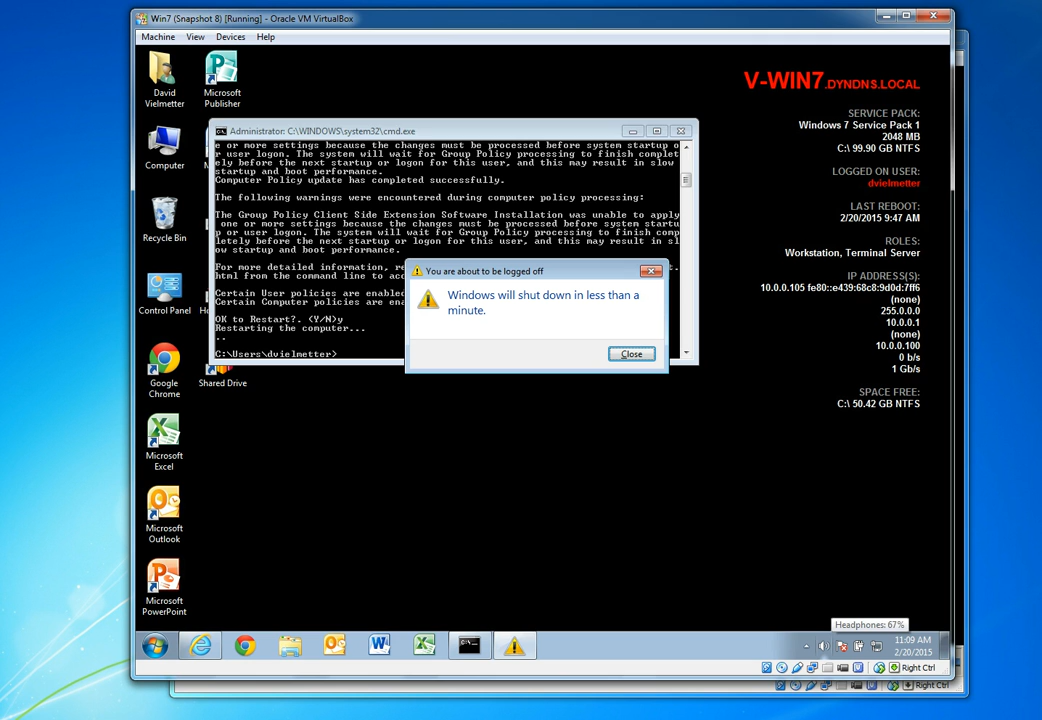 Win7 (Snapshot 8) [Running] - Oracle VM VirtualBox
Machine View Devices Help
David
Vielmetter
Microsoft
Publisher
Computer
Recycle Bin
Control Panel
Google
Chrome
Shared Drive
Microsoft
Excel
Microsoft
Outlook
Microsoft
PowerPoint
Administrator: C:\WINDOWS\system32\cmd.exe
e or more settings because the changes must be processed before system startup o
r user logon. The system will wait for Group Policy processing to finish complet
ely before the next startup or logon for this user, and this may result in slow
startup and boot performance.
Computer Policy update has completed successfully.
The following warnings were encountered during computer policy processing:
The Group Policy Client Side Extension Software Installation was unable to apply
one or more settings because the changes must be processed before system startu
p or user logon. The system will wait for Group Policy processing to finish comp
letely before the next startup or logon for this user, and this may result in sl
ow startup and boot performance.
For more detailed information, re
html from the command line to acc
Certain User policies are enabled
Certain Computer policies are ena
OK to Restart?. (Y/N)y
Restarting the computer...
..
C:\Users\dvielmetter>
You are about to be logged off
Windows will shut down in less than a
minute.
Close
V-WIN7.DYNDNS.LOCAL
SERVICE PACK:
Windows 7 Service Pack 1
2048 MB
C:\ 99.90 GB NTFS
LOGGED ON USER:
dvielmetter
LAST REBOOT:
2/20/2015 9:47 AM
ROLES:
Workstation, Terminal Server
IP ADDRESS(S):
10.0.0.105 fe80::e439:68c8:9d0d:7ff6
(none)
255.0.0.0
10.0.0.1
(none)
10.0.0.100
0 b/s
1 Gb/s
SPACE FREE:
C:\ 50.42 GB NTFS
Headphones: 67%
11:09 AM
2/20/2015
Right Ctrl
Right Ctrl